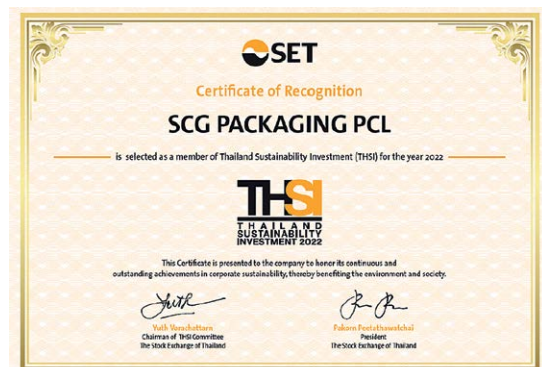 SET
Certificate of Recognition
SCG PACKAGING PCL
is selected as a member of Thailand Sustainability Investment (THSI) for the year 2022
THSI
THAILAND
SUSTAINABILITY
INVESTMENT 2022
This Certificate is presented to the company to honor its continuous and
outstanding achievements in corporate sustainability, thereby benefiting the environment and society.
Yuth Vorachattarn
Chairman of THSI Committee
The Stock Exchange of Thailand
Pakorn Peetathawatchai
President
The Stock Exchange of Thailand